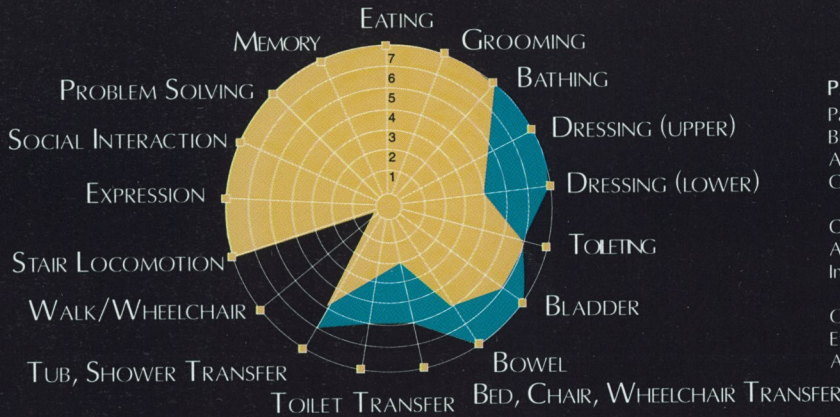 EATING
MEMORY
GROOMING
PROBLEM SOLVING
BATHING
7
6
5
4
3
2
1
SOCIAL INTERACTION
DRESSING (UPPER)
EXPRESSION
DRESSING (LOWER)
STAIR LOCOMOTION
TOILETING
WALK/WHEELCHAIR
BLADDER
TUB, SHOWER TRANSFER
BOWEL
TOILET TRANSFER
BED, CHAIR, WHEELCHAIR TRANSFER